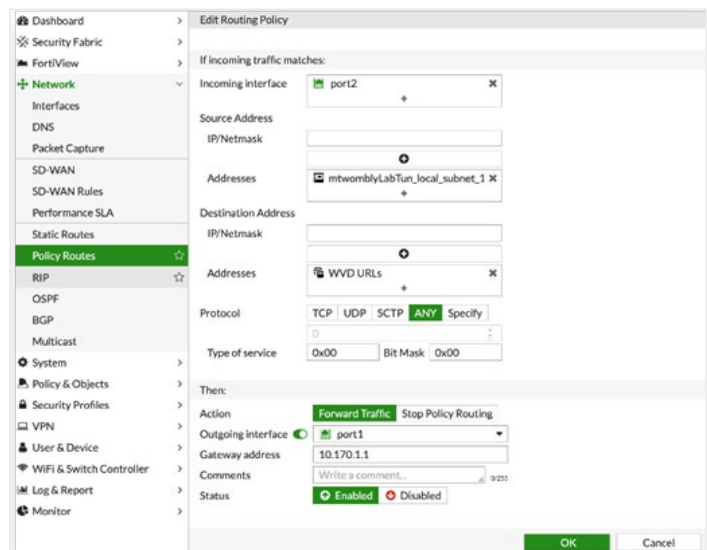 Dashboard
Security Fabric
FortiView
Network
Interfaces
DNS
Packet Capture
SD-WAN
SD-WAN Rules
Performance SLA
Static Routes
Policy Routes
RIP
OSPF
BGP
Multicast
System
Policy & Objects
Security Profiles
VPN
User & Device
WiFi & Switch Controller
Log & Report
Monitor
Edit Routing Policy
If incoming traffic matches:
Incoming interface port2
+
Source Address
IP/Netmask
Addresses mtwomblyLabTun_local_subnet_1
+
Destination Address
IP/Netmask
Addresses WVD URLs
+
Protocol TCP UDP SCTP ANY Specify
0
Type of service 0x00 Bit Mask 0x00
Then:
Action Forward Traffic Stop Policy Routing
Outgoing interface port1
Gateway address 10.170.1.1
Comments Write a comment... 0/255
Status Enabled Disabled
OK Cancel